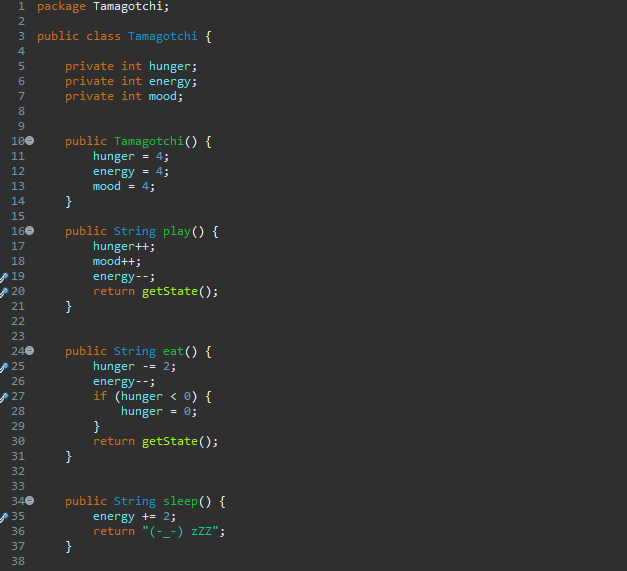 1 package Tamagotchi;
2
3 public class Tamagotchi {
4
5     private int hunger;
6     private int energy;
7     private int mood;
8
9
10     public Tamagotchi() {
11         hunger = 4;
12         energy = 4;
13         mood = 4;
14     }
15
16     public String play() {
17         hunger++;
18         mood++;
19         energy--;
20         return getState();
21     }
22
23
24     public String eat() {
25         hunger -= 2;
26         energy--;
27         if (hunger < 0) {
28             hunger = 0;
29         }
30         return getState();
31     }
32
33
34     public String sleep() {
35         energy += 2;
36         return "(-_-) zZZ";
37     }
38